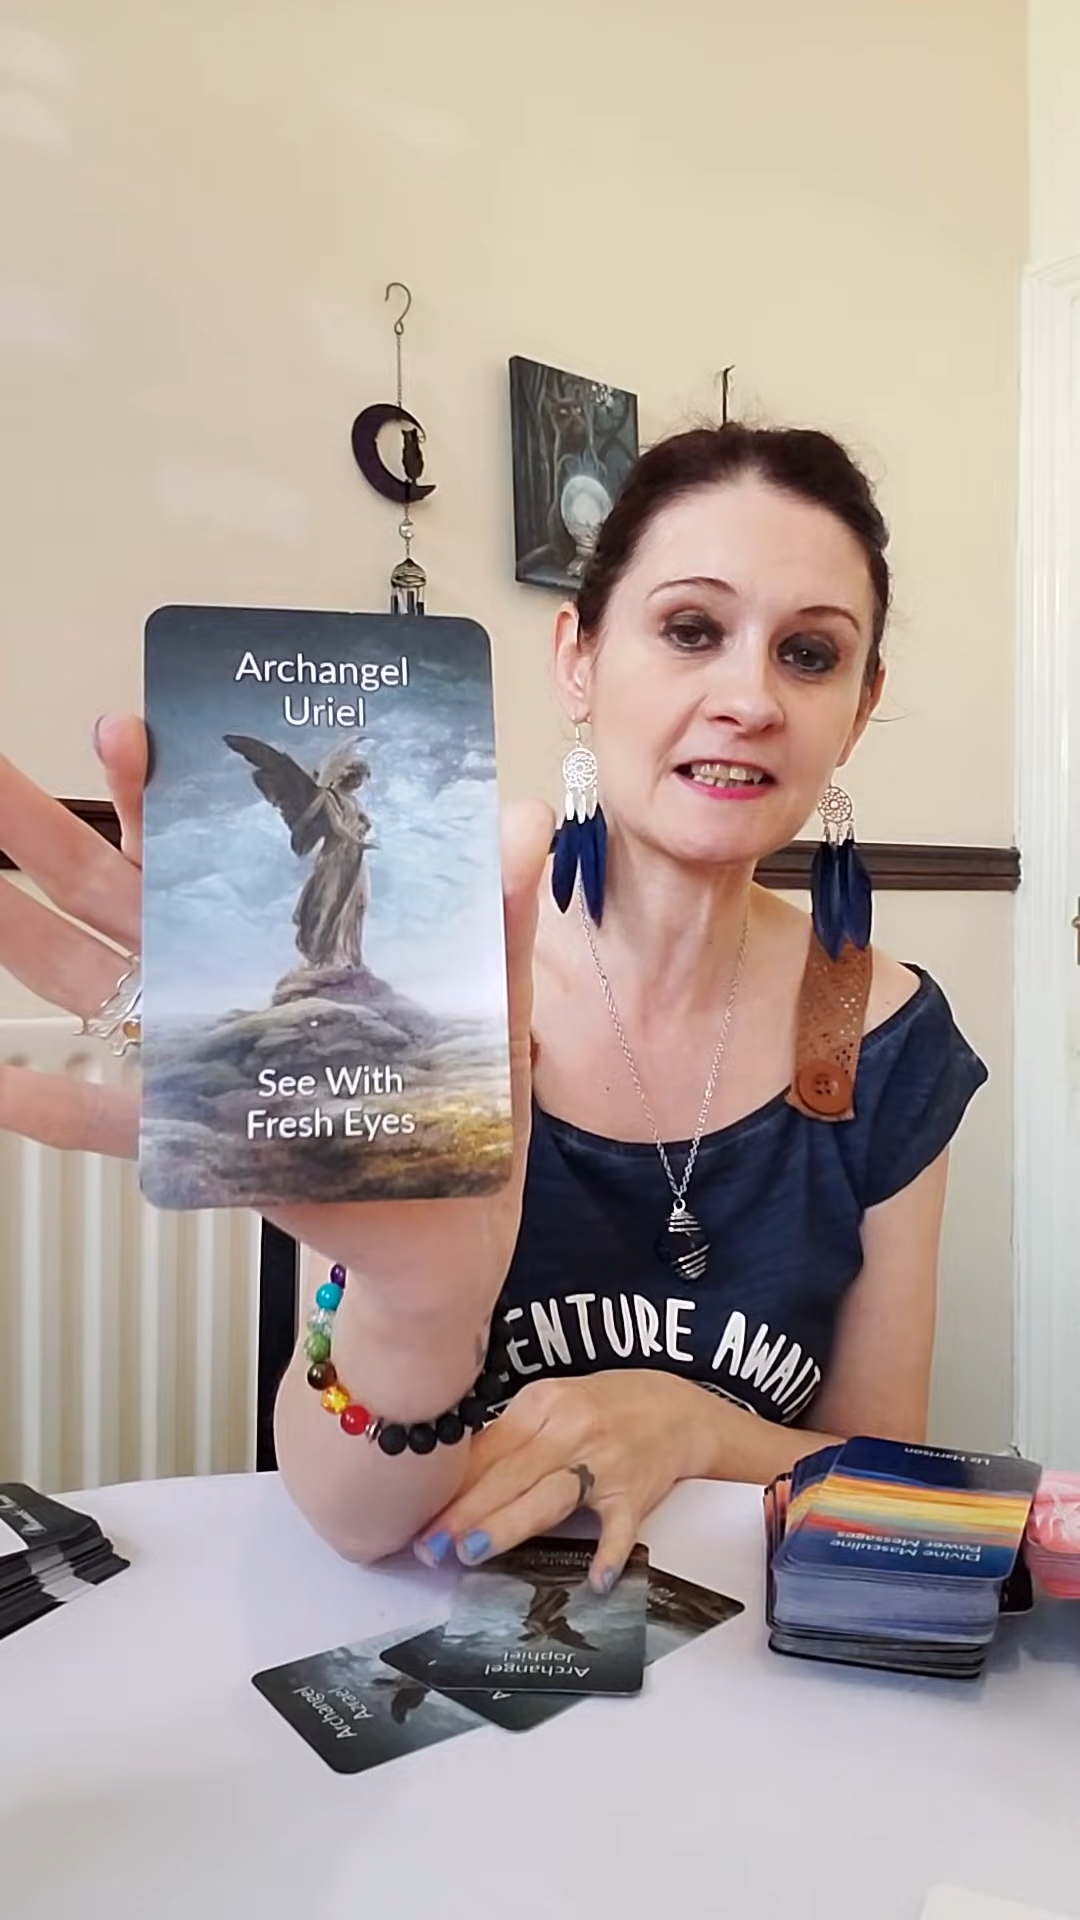 Archangel
Uriel
See With
Fresh Eyes
ENTURE AWAIT
Liz Harrison
Divine Masculine
Power Messages
Archangel
Jophiel
Archangel
Azrael